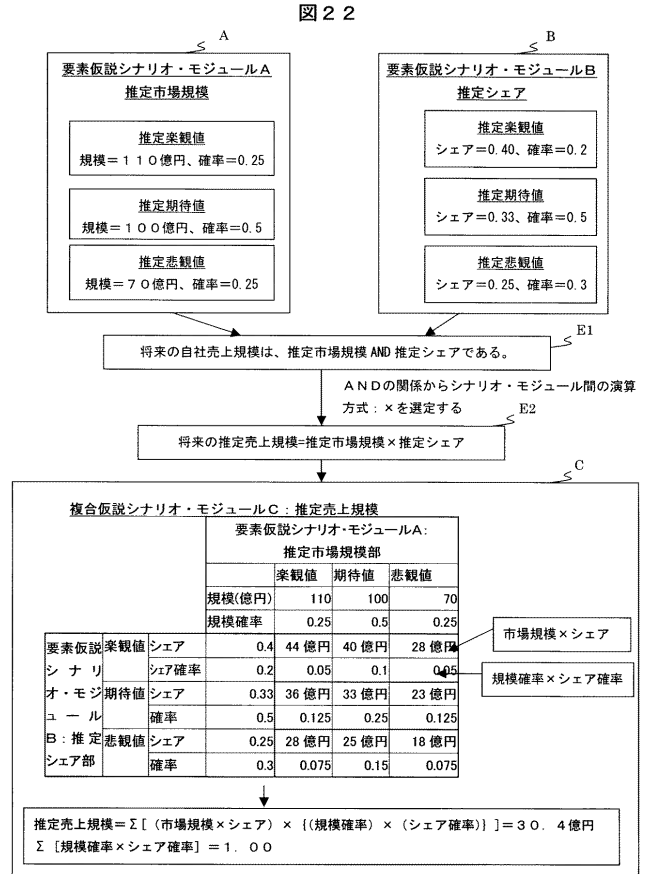 図２２
A
要素仮説シナリオ・モジュールA
推定市場規模
推定楽観値
規模＝１１０億円、確率＝0.25
推定期待値
規模＝１００億円、確率＝0.5
推定悲観値
規模＝７０億円、確率＝0.25
B
要素仮説シナリオ・モジュールB
推定シェア
推定楽観値
シェア＝0.40、確率＝0.2
推定期待値
シェア＝0.33、確率＝0.5
推定悲観値
シェア＝0.25、確率＝0.3
E1
将来の自社売上規模は、推定市場規模 AND 推定シェアである。
ＡＮＤの関係からシナリオ・モジュール間の演算
方式：×を選定する
E2
将来の推定売上規模=推定市場規模×推定シェア
C
複合仮説シナリオ・モジュールC：推定売上規模
要素仮説シナリオ・モジュールA：
推定市場規模部
楽観値 期待値 悲観値
規模(億円) 110 100 70
規模確率 0.25 0.5 0.25
要素仮説シナリオ・モジュールB：推定シェア部
楽観値 シェア 0.4 44 億円 40 億円 28 億円
シェア確率 0.2 0.05 0.1 0.05
期待値 シェア 0.33 36 億円 33 億円 23 億円
確率 0.5 0.125 0.25 0.125
悲観値 シェア 0.25 28 億円 25 億円 18 億円
確率 0.3 0.075 0.15 0.075
市場規模×シェア
規模確率×シェア確率
推定売上規模＝Σ［（市場規模×シェア）×｛(規模確率)×（シェア確率)｝］＝３０．４億円
Σ［規模確率×シェア確率］＝１．００